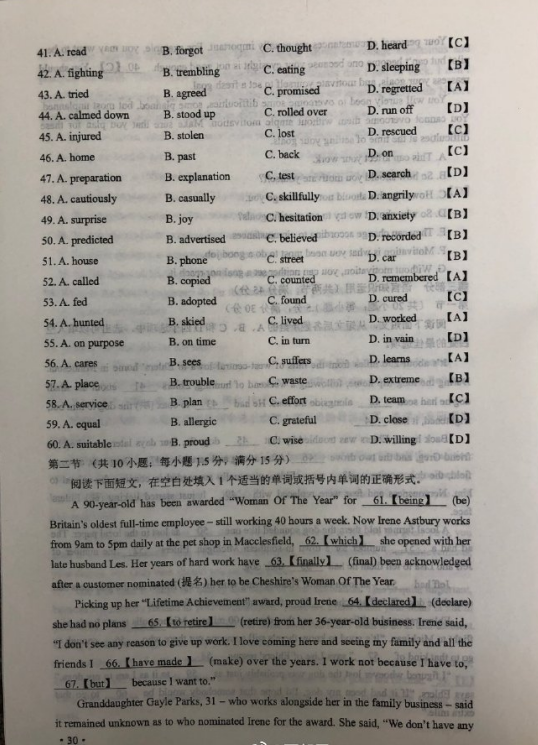 41. A. read B. forgot C. thought D. heard 【C】
42. A. fighting B. trembling C. eating D. sleeping 【B】
43. A. tried B. agreed C. promised D. regretted 【A】
44. A. calmed down B. stood up C. rolled over D. run off 【D】
45. A. injured B. stolen C. lost D. rescued 【C】
46. A. home B. past C. back D. on 【C】
47. A. preparation B. explanation C. test D. search 【D】
48. A. cautiously B. casually C. skillfully D. angrily 【A】
49. A. surprise B. joy C. hesitation D. anxiety 【B】
50. A. predicted B. advertised C. believed D. recorded 【B】
51. A. house B. phone C. street D. car 【B】
52. A. called B. copied C. counted D. remembered 【A】
53. A. fed B. adopted C. found D. cured 【C】
54. A. hunted B. skied C. lived D. worked 【A】
55. A. on purpose B. on time C. in turn D. in vain 【D】
56. A. cares B. sees C. suffers D. learns 【A】
57. A. place B. trouble C. waste D. extreme 【B】
58. A. service B. plan C. effort D. team 【C】
59. A. equal B. allergic C. grateful D. close 【D】
60. A. suitable B. proud C. wise D. willing 【D】
第二节 (共 10 小题；每小题 1.5 分，满分 15 分)
阅读下面短文，在空白处填入 1 个适当的单词或括号内单词的正确形式。
A 90-year-old has been awarded “Woman Of The Year” for 61.【being】 (be)
Britain's oldest full-time employee – still working 40 hours a week. Now Irene Astbury works
from 9am to 5pm daily at the pet shop in Macclesfield, 62.【which】 she opened with her
late husband Les. Her years of hard work have 63.【finally】 (final) been acknowledged
after a customer nominated (提名) her to be Cheshire's Woman Of The Year.
Picking up her “Lifetime Achievement” award, proud Irene 64.【declared】 (declare)
she had no plans 65.【to retire】 (retire) from her 36-year-old business. Irene said,
“I don't see any reason to give up work. I love coming here and seeing my family and all the
friends I 66.【have made】 (make) over the years. I work not because I have to,
67.【but】 because I want to.”
Granddaughter Gayle Parks, 31 – who works alongside her in the family business – said
it remained unknown as to who nominated Irene for the award. She said, “We don't have any
· 30 ·